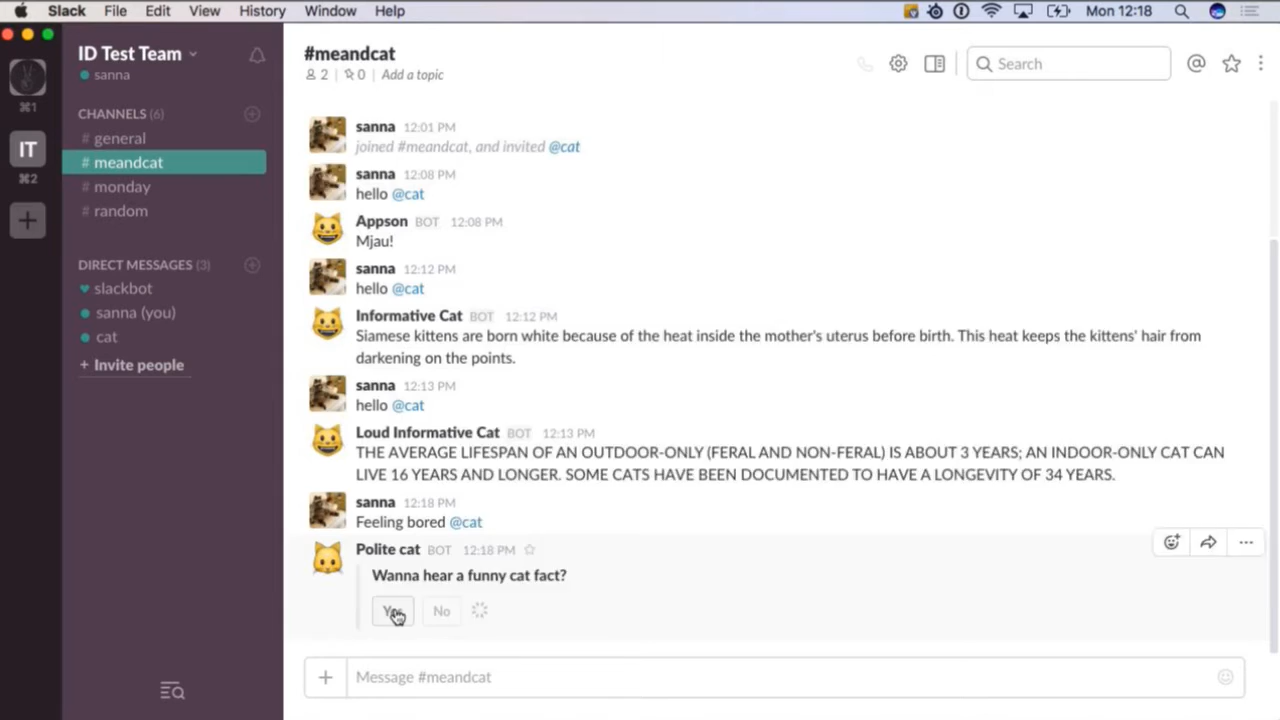 Slack File Edit View History Window Help Mon 12:18
ID Test Team
sanna
⌘1
IT
⌘2
CHANNELS (6)
# general
# meandcat
# monday
# random
DIRECT MESSAGES (3)
slackbot
sanna (you)
cat
+ Invite people
#meandcat
2 | 0 | Add a topic
Search
sanna 12:01 PM
joined #meandcat, and invited @cat
sanna 12:08 PM
hello @cat
Appson BOT 12:08 PM
Mjau!
sanna 12:12 PM
hello @cat
Informative Cat BOT 12:12 PM
Siamese kittens are born white because of the heat inside the mother's uterus before birth. This heat keeps the kittens' hair from
darkening on the points.
sanna 12:13 PM
hello @cat
Loud Informative Cat BOT 12:13 PM
THE AVERAGE LIFESPAN OF AN OUTDOOR-ONLY (FERAL AND NON-FERAL) IS ABOUT 3 YEARS; AN INDOOR-ONLY CAT CAN
LIVE 16 YEARS AND LONGER. SOME CATS HAVE BEEN DOCUMENTED TO HAVE A LONGEVITY OF 34 YEARS.
sanna 12:18 PM
Feeling bored @cat
Polite cat BOT 12:18 PM
Wanna hear a funny cat fact?
Yes No
Message #meandcat